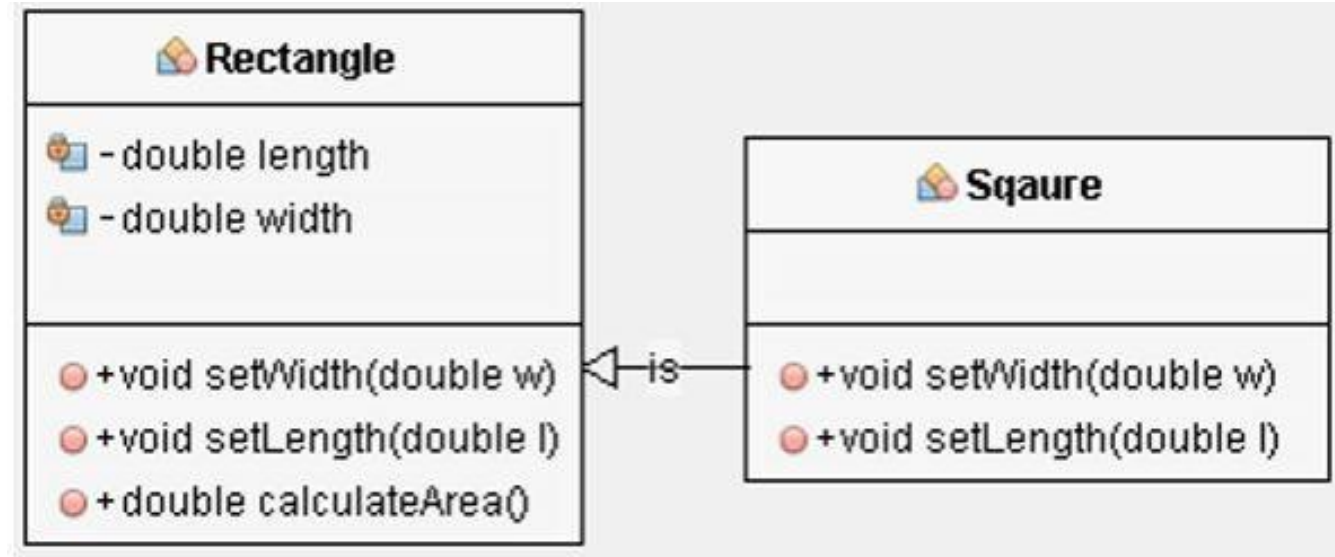 Rectangle
- double length
- double width
+ void setWidth(double w)
+ void setLength(double l)
+ double calculateArea()
is
Sqaure
+ void setWidth(double w)
+ void setLength(double l)